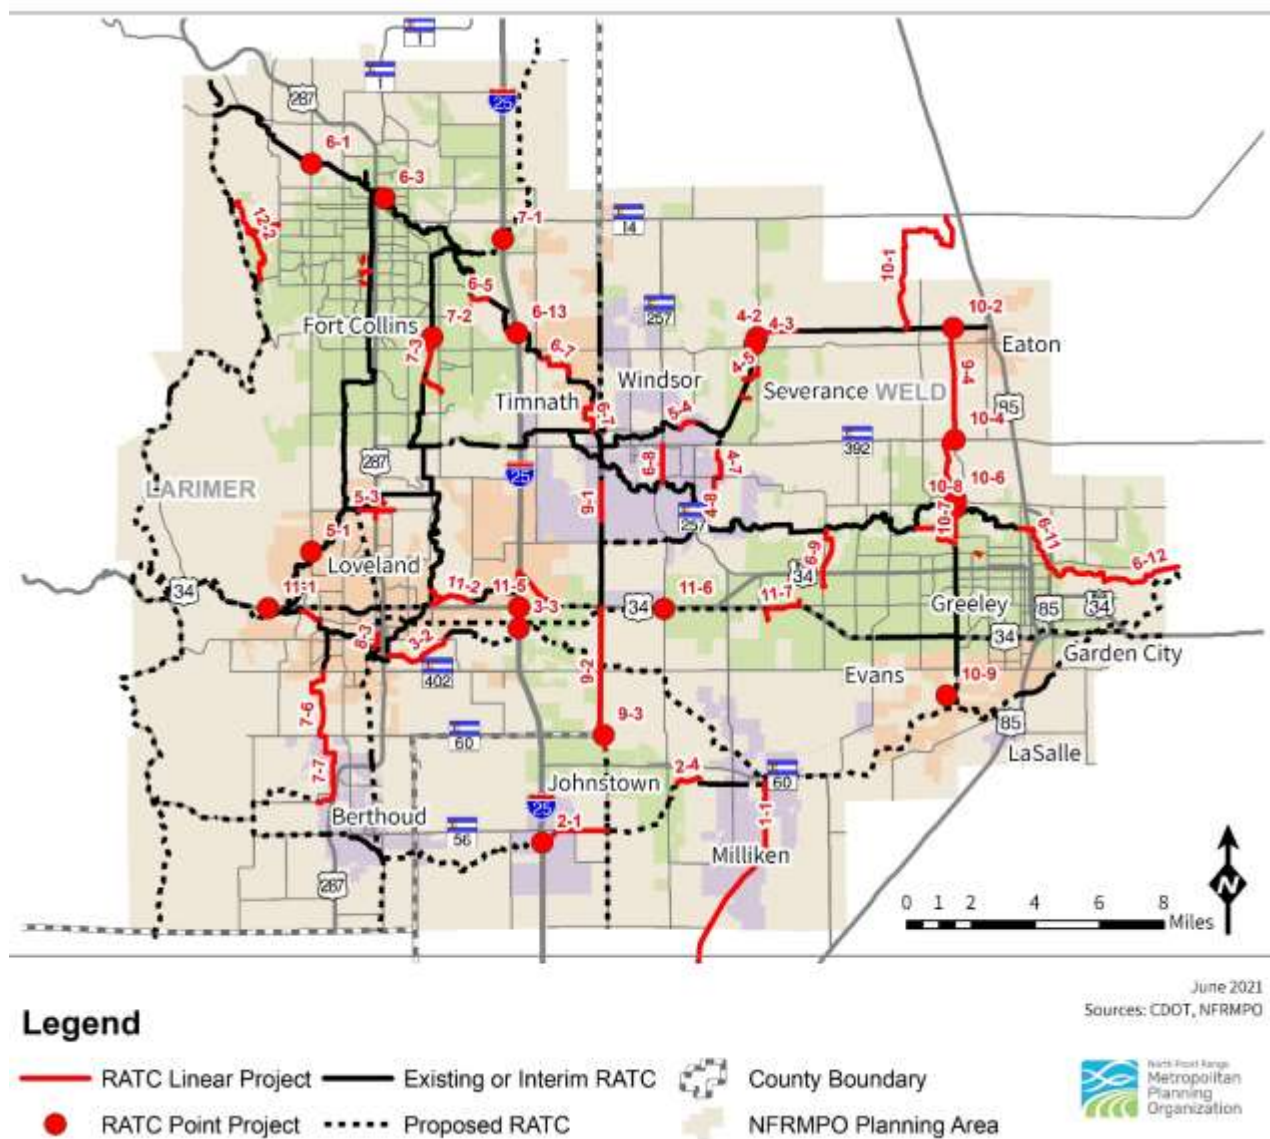 1
1
287
25
6-1
6-3
12-2
7-1
14
10-1
6-5
257
6-13
7-2
4-2
4-3
10-2
Fort Collins
Eaton
7-3
6-7
4-5
Windsor
Severance
WELD
9-4
85
Timnath
6-7
5-4
10-4
392
287
LARIMER
25
6-8
4-7
10-6
10-8
5-3
9-1
4-8
257
10-7
5-1
6-11
Loveland
6-9
6-12
34
11-1
11-2
11-5
11-6
34
3-3
34
11-7
Greeley
85
34
8-3
3-2
34
Garden City
402
9-2
Evans
10-9
7-6
9-3
85
60
LaSalle
7-7
2-4
60
Johnstown
25
Berthoud
2-1
1-1
56
Milliken
287
N
0 1 2 4 6 8
Miles
June 2021
Sources: CDOT, NFRMPO
Legend
RATC Linear Project
Existing or Interim RATC
County Boundary
RATC Point Project
Proposed RATC
NFRMPO Planning Area
North Front Range
Metropolitan
Planning
Organization